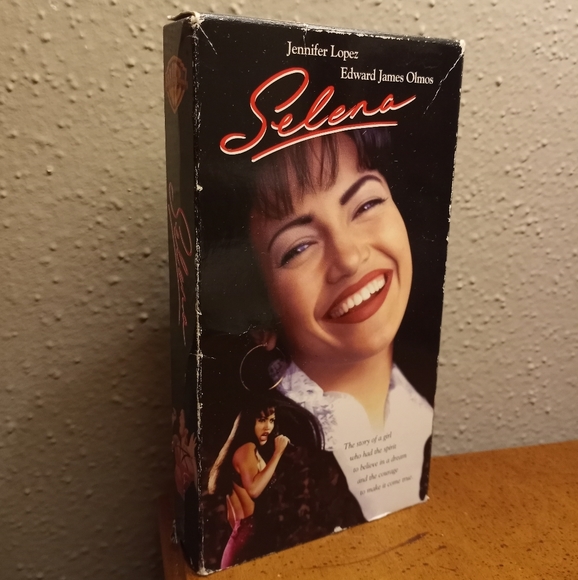 Jennifer Lopez
Edward James Olmos
Selena
The story of a girl
who had the spirit
to believe in a dream
and the courage
to make it come true.
Selena